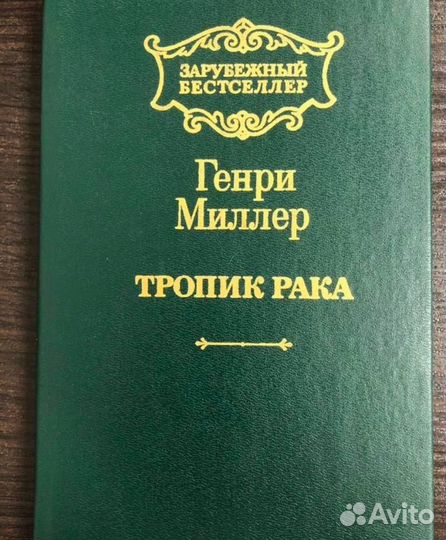 ЗАРУБЕЖНЫЙ
БЕСТСЕЛЛЕР
Генри
Миллер
ТРОПИК РАКА
Avito